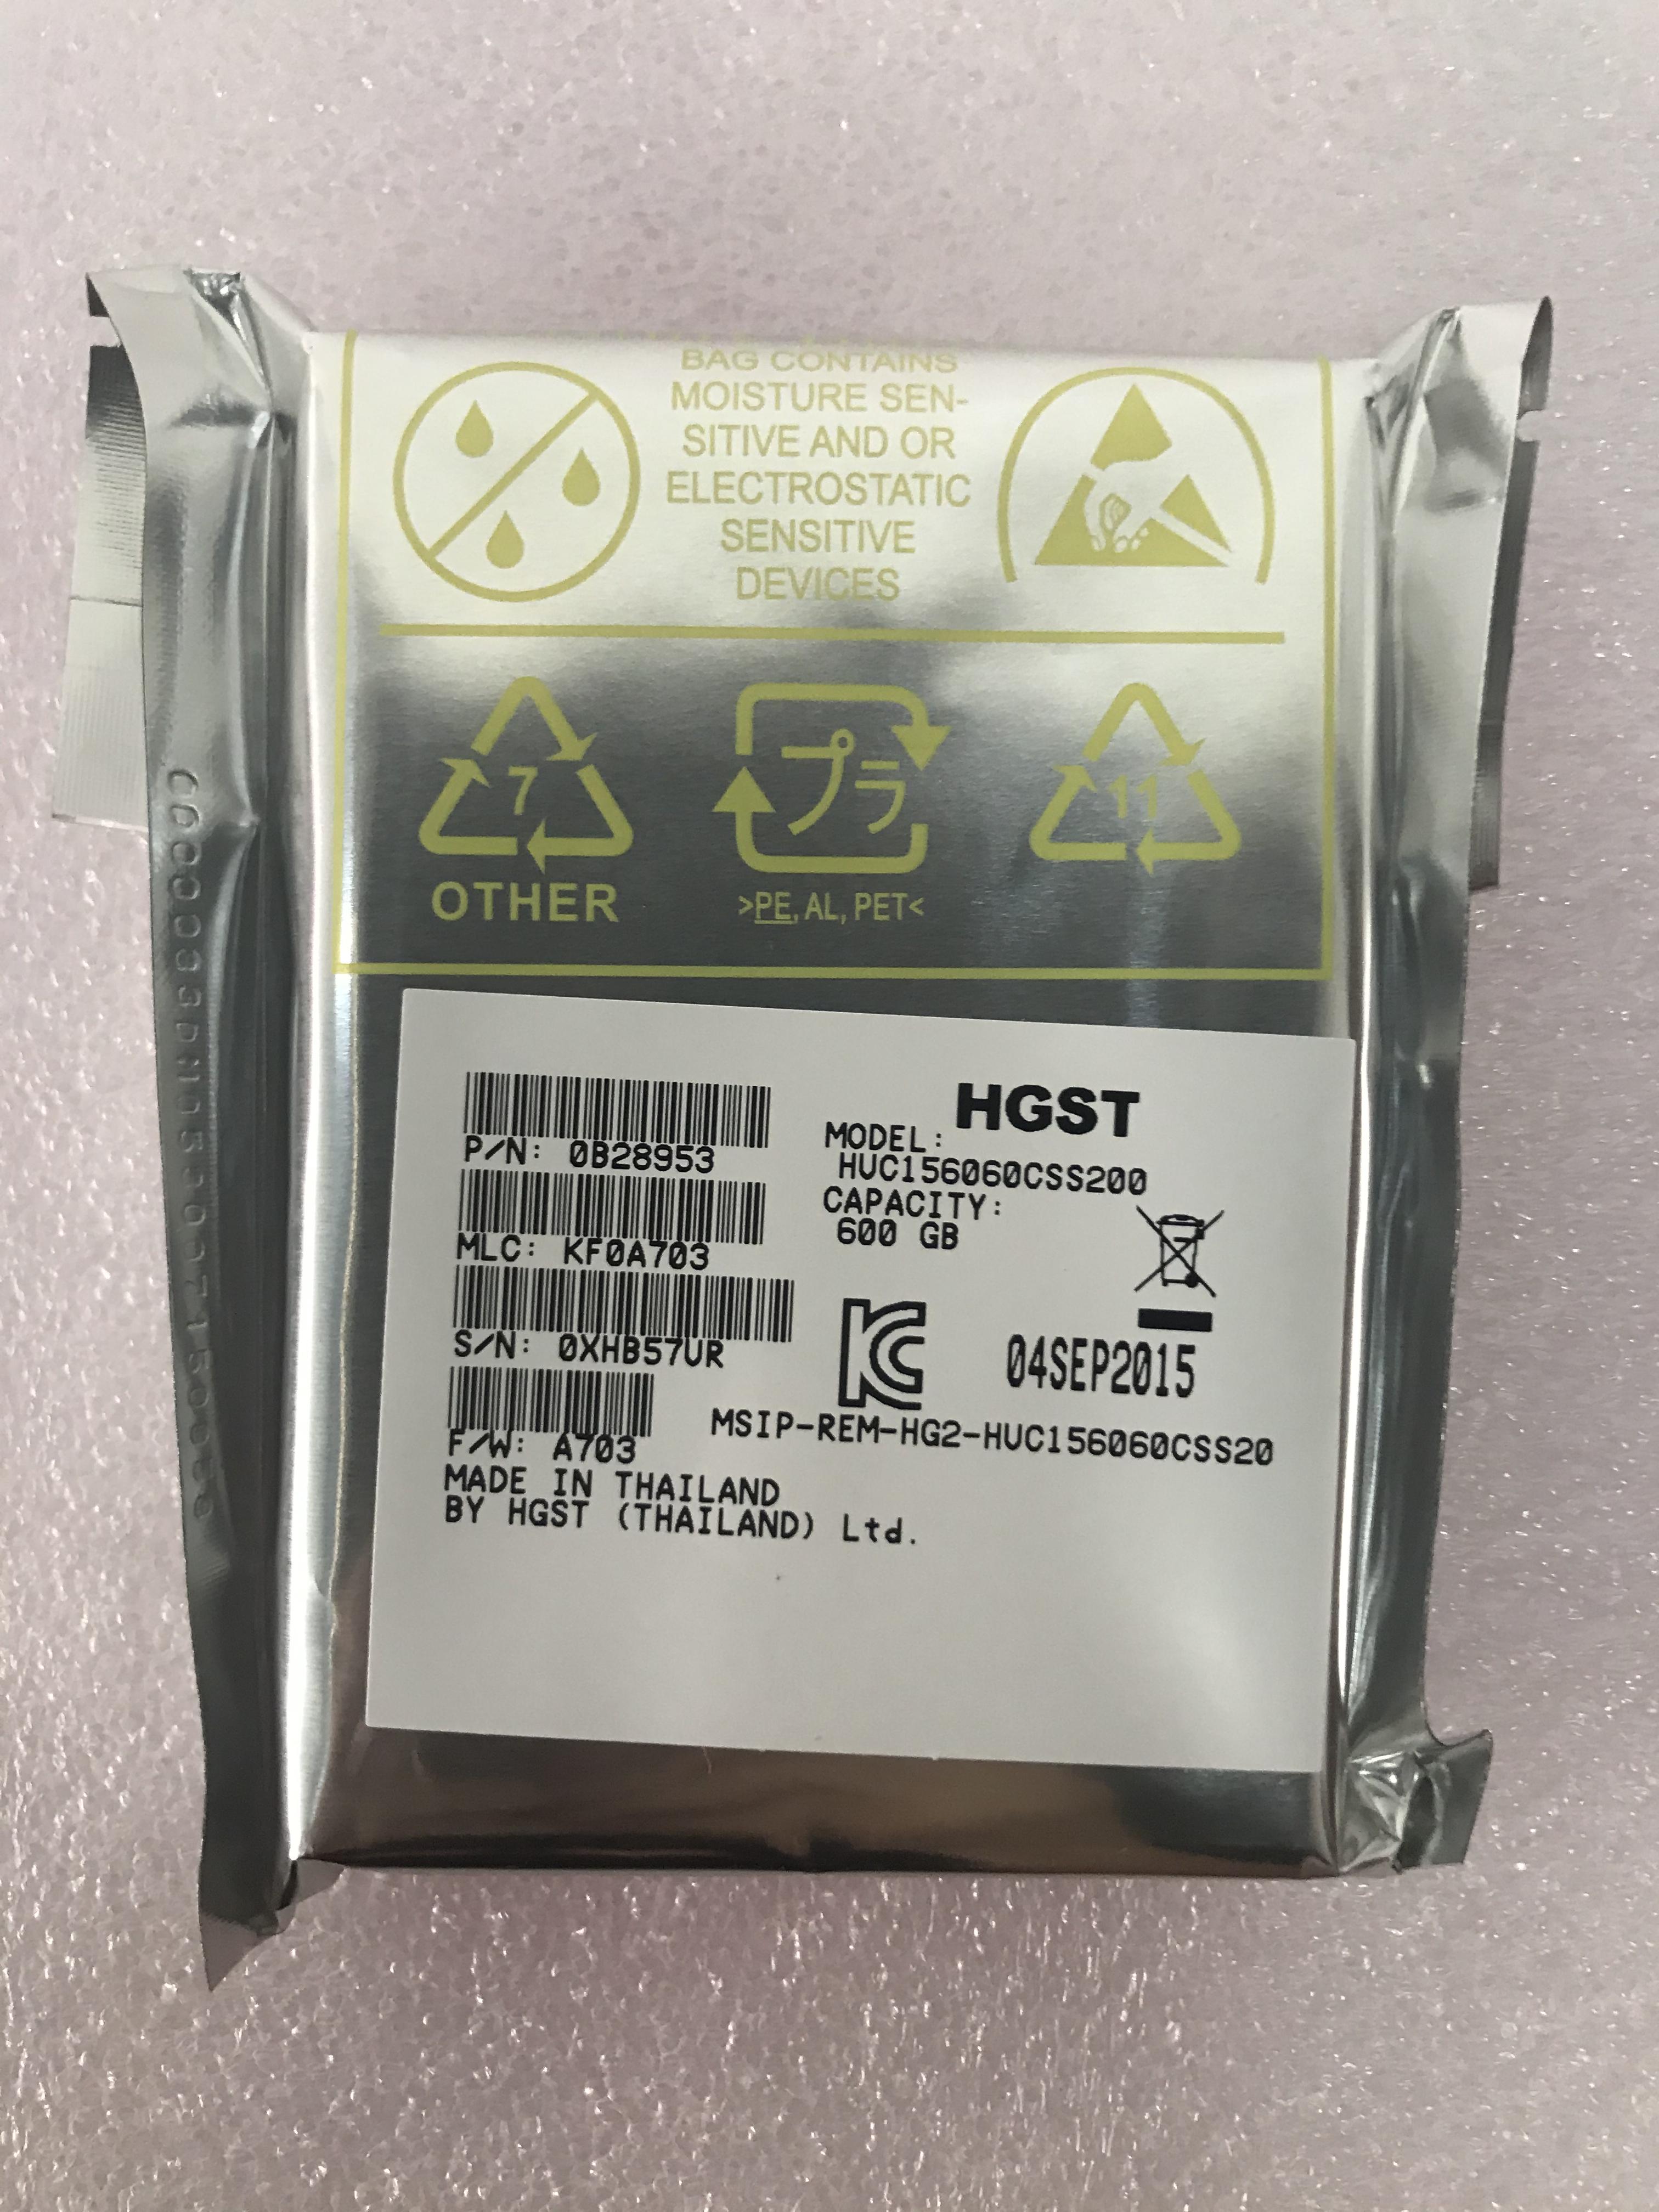 BAG CONTAINS
MOISTURE SEN-
SITIVE AND OR
ELECTROSTATIC
SENSITIVE
DEVICES
7
OTHER
プラ
>PE, AL, PET<
11
HGST
P/N: 0B28953
MLC: KF0A703
S/N: 0XHB57UR
F/W: A703
MADE IN THAILAND
BY HGST (THAILAND) Ltd.
MODEL:
HUC156060CSS200
CAPACITY:
600 GB
04SEP2015
MSIP-REM-HG2-HUC156060CSS20